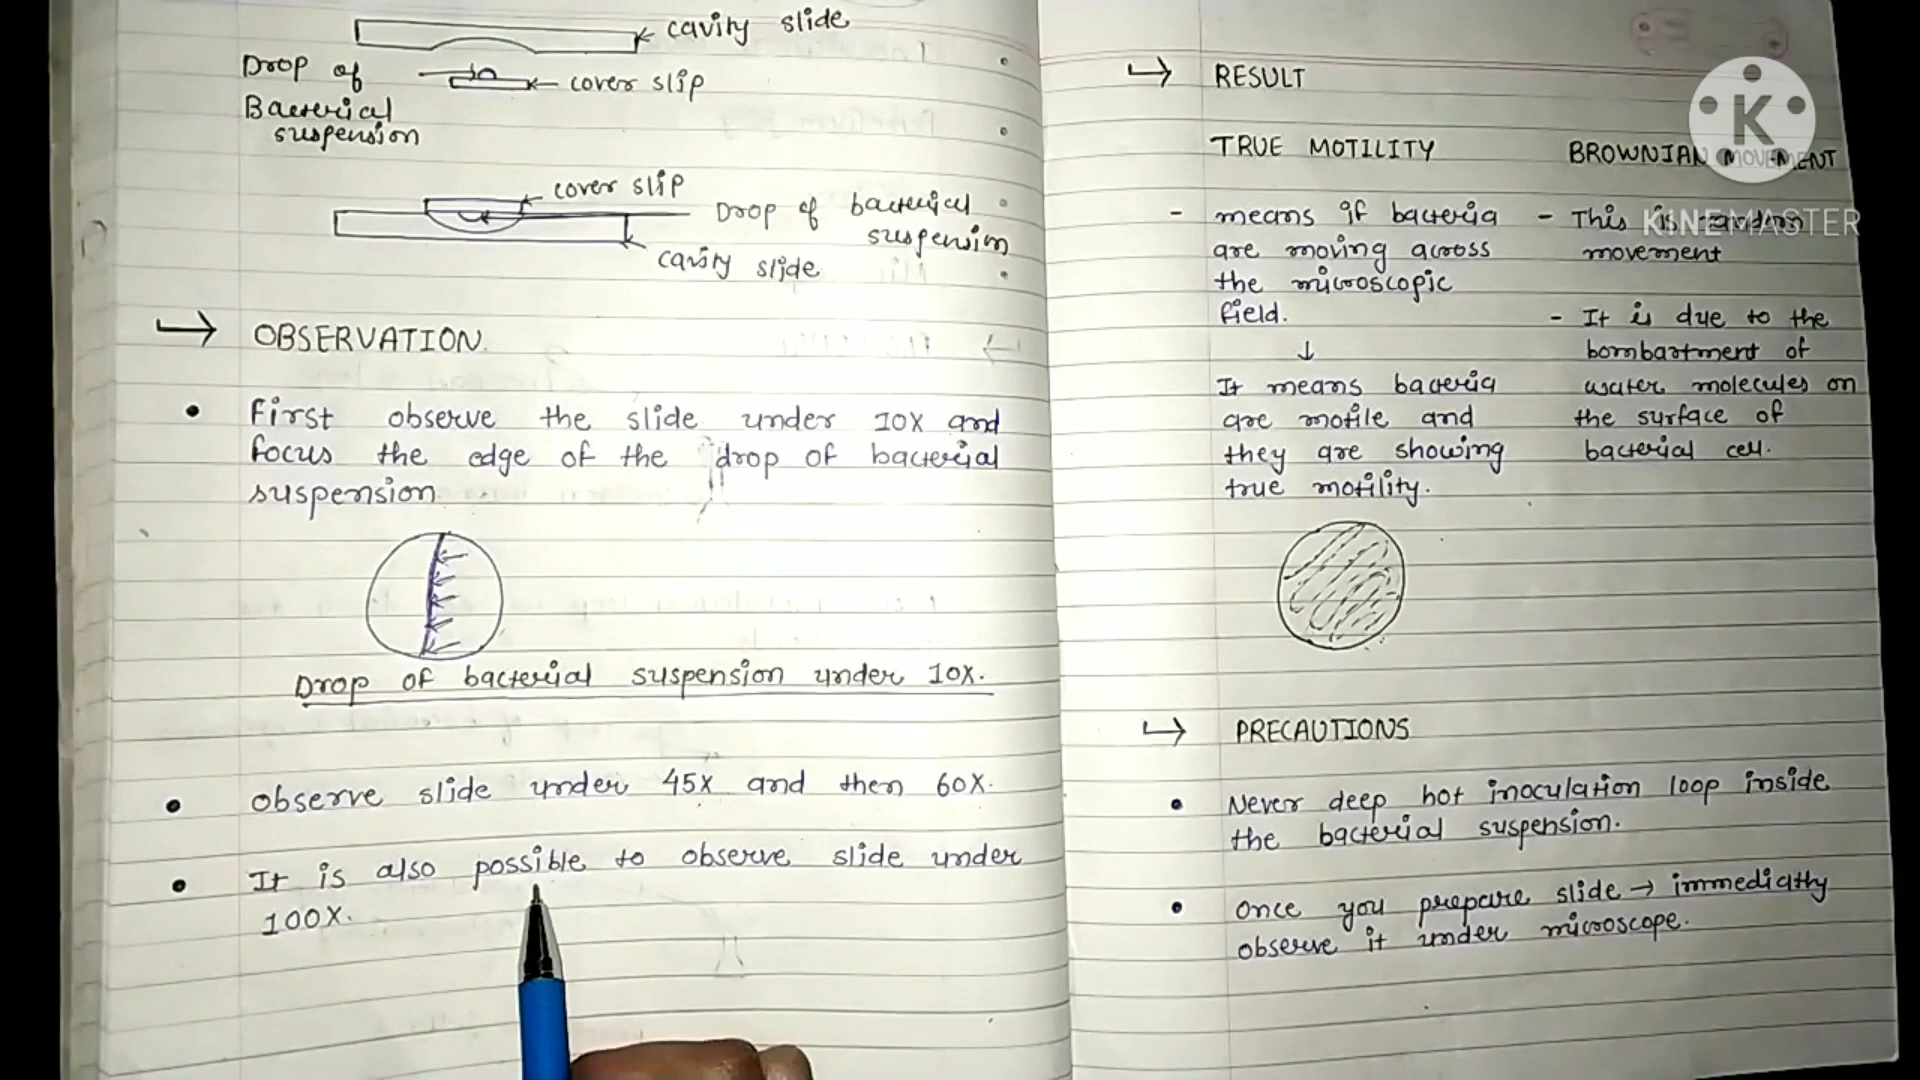 cavity slide
Drop of
Bacterial
suspension
cover slip
cover slip
Drop of bacterial
suspension
cavity slide
OBSERVATION
First observe the slide under 10X and
focus the edge of the drop of bacterial
suspension
Drop of bacterial suspension under 10X.
observe slide under 45X and then 60X.
It is also possible to observe slide under
100X.
RESULT
TRUE MOTILITY
- means if bacteria
are moving across
the microscopic
field.
It means bacteria
are motile and
they are showing
true motility.
BROWNIAN MOVEMENT
- This is random
movement
- It is due to the
bombartment of
water molecules on
the surface of
bacterial cell.
PRECAUTIONS
Never deep hot inoculation loop inside
the bacterial suspension.
Once you prepare slide → immediatly
observe it under microscope.
K
KINEMASTER